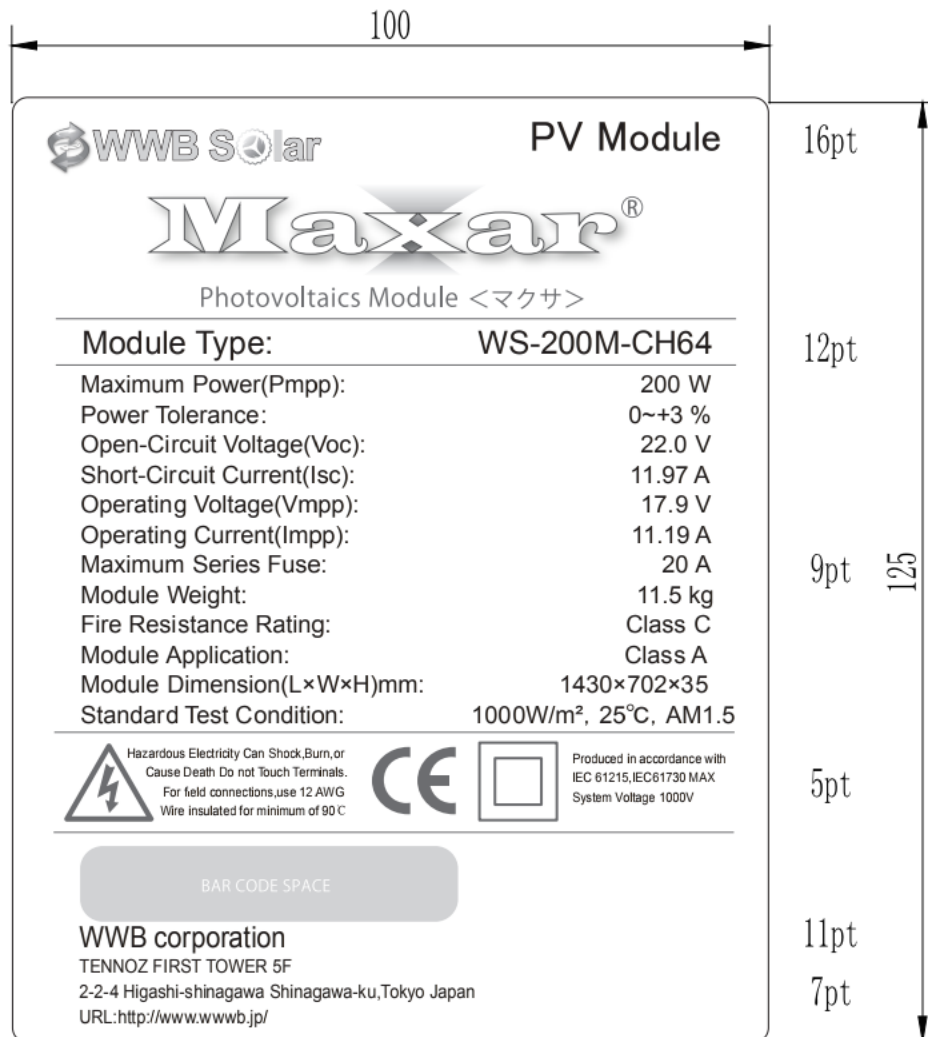 100
WWB Solar
PV Module
16pt
Maxar®
Photovoltaics Module <マクサ>
Module Type: WS-200M-CH64
12pt
Maximum Power(Pmpp): 200 W
Power Tolerance: 0~+3 %
Open-Circuit Voltage(Voc): 22.0 V
Short-Circuit Current(Isc): 11.97 A
Operating Voltage(Vmpp): 17.9 V
Operating Current(Impp): 11.19 A
Maximum Series Fuse: 20 A
9pt
125
Module Weight: 11.5 kg
Fire Resistance Rating: Class C
Module Application: Class A
Module Dimension(L×W×H)mm: 1430×702×35
Standard Test Condition: 1000W/m², 25℃, AM1.5
Hazardous Electricity Can Shock,Burn,or
Cause Death Do not Touch Terminals.
For field connections,use 12 AWG
Wire insulated for minimum of 90℃
CE
Produced in accordance with
IEC 61215,IEC61730 MAX
System Voltage 1000V
5pt
BAR CODE SPACE
WWB corporation
11pt
TENNOZ FIRST TOWER 5F
2-2-4 Higashi-shinagawa Shinagawa-ku,Tokyo Japan
7pt
URL:http://www.wwwb.jp/